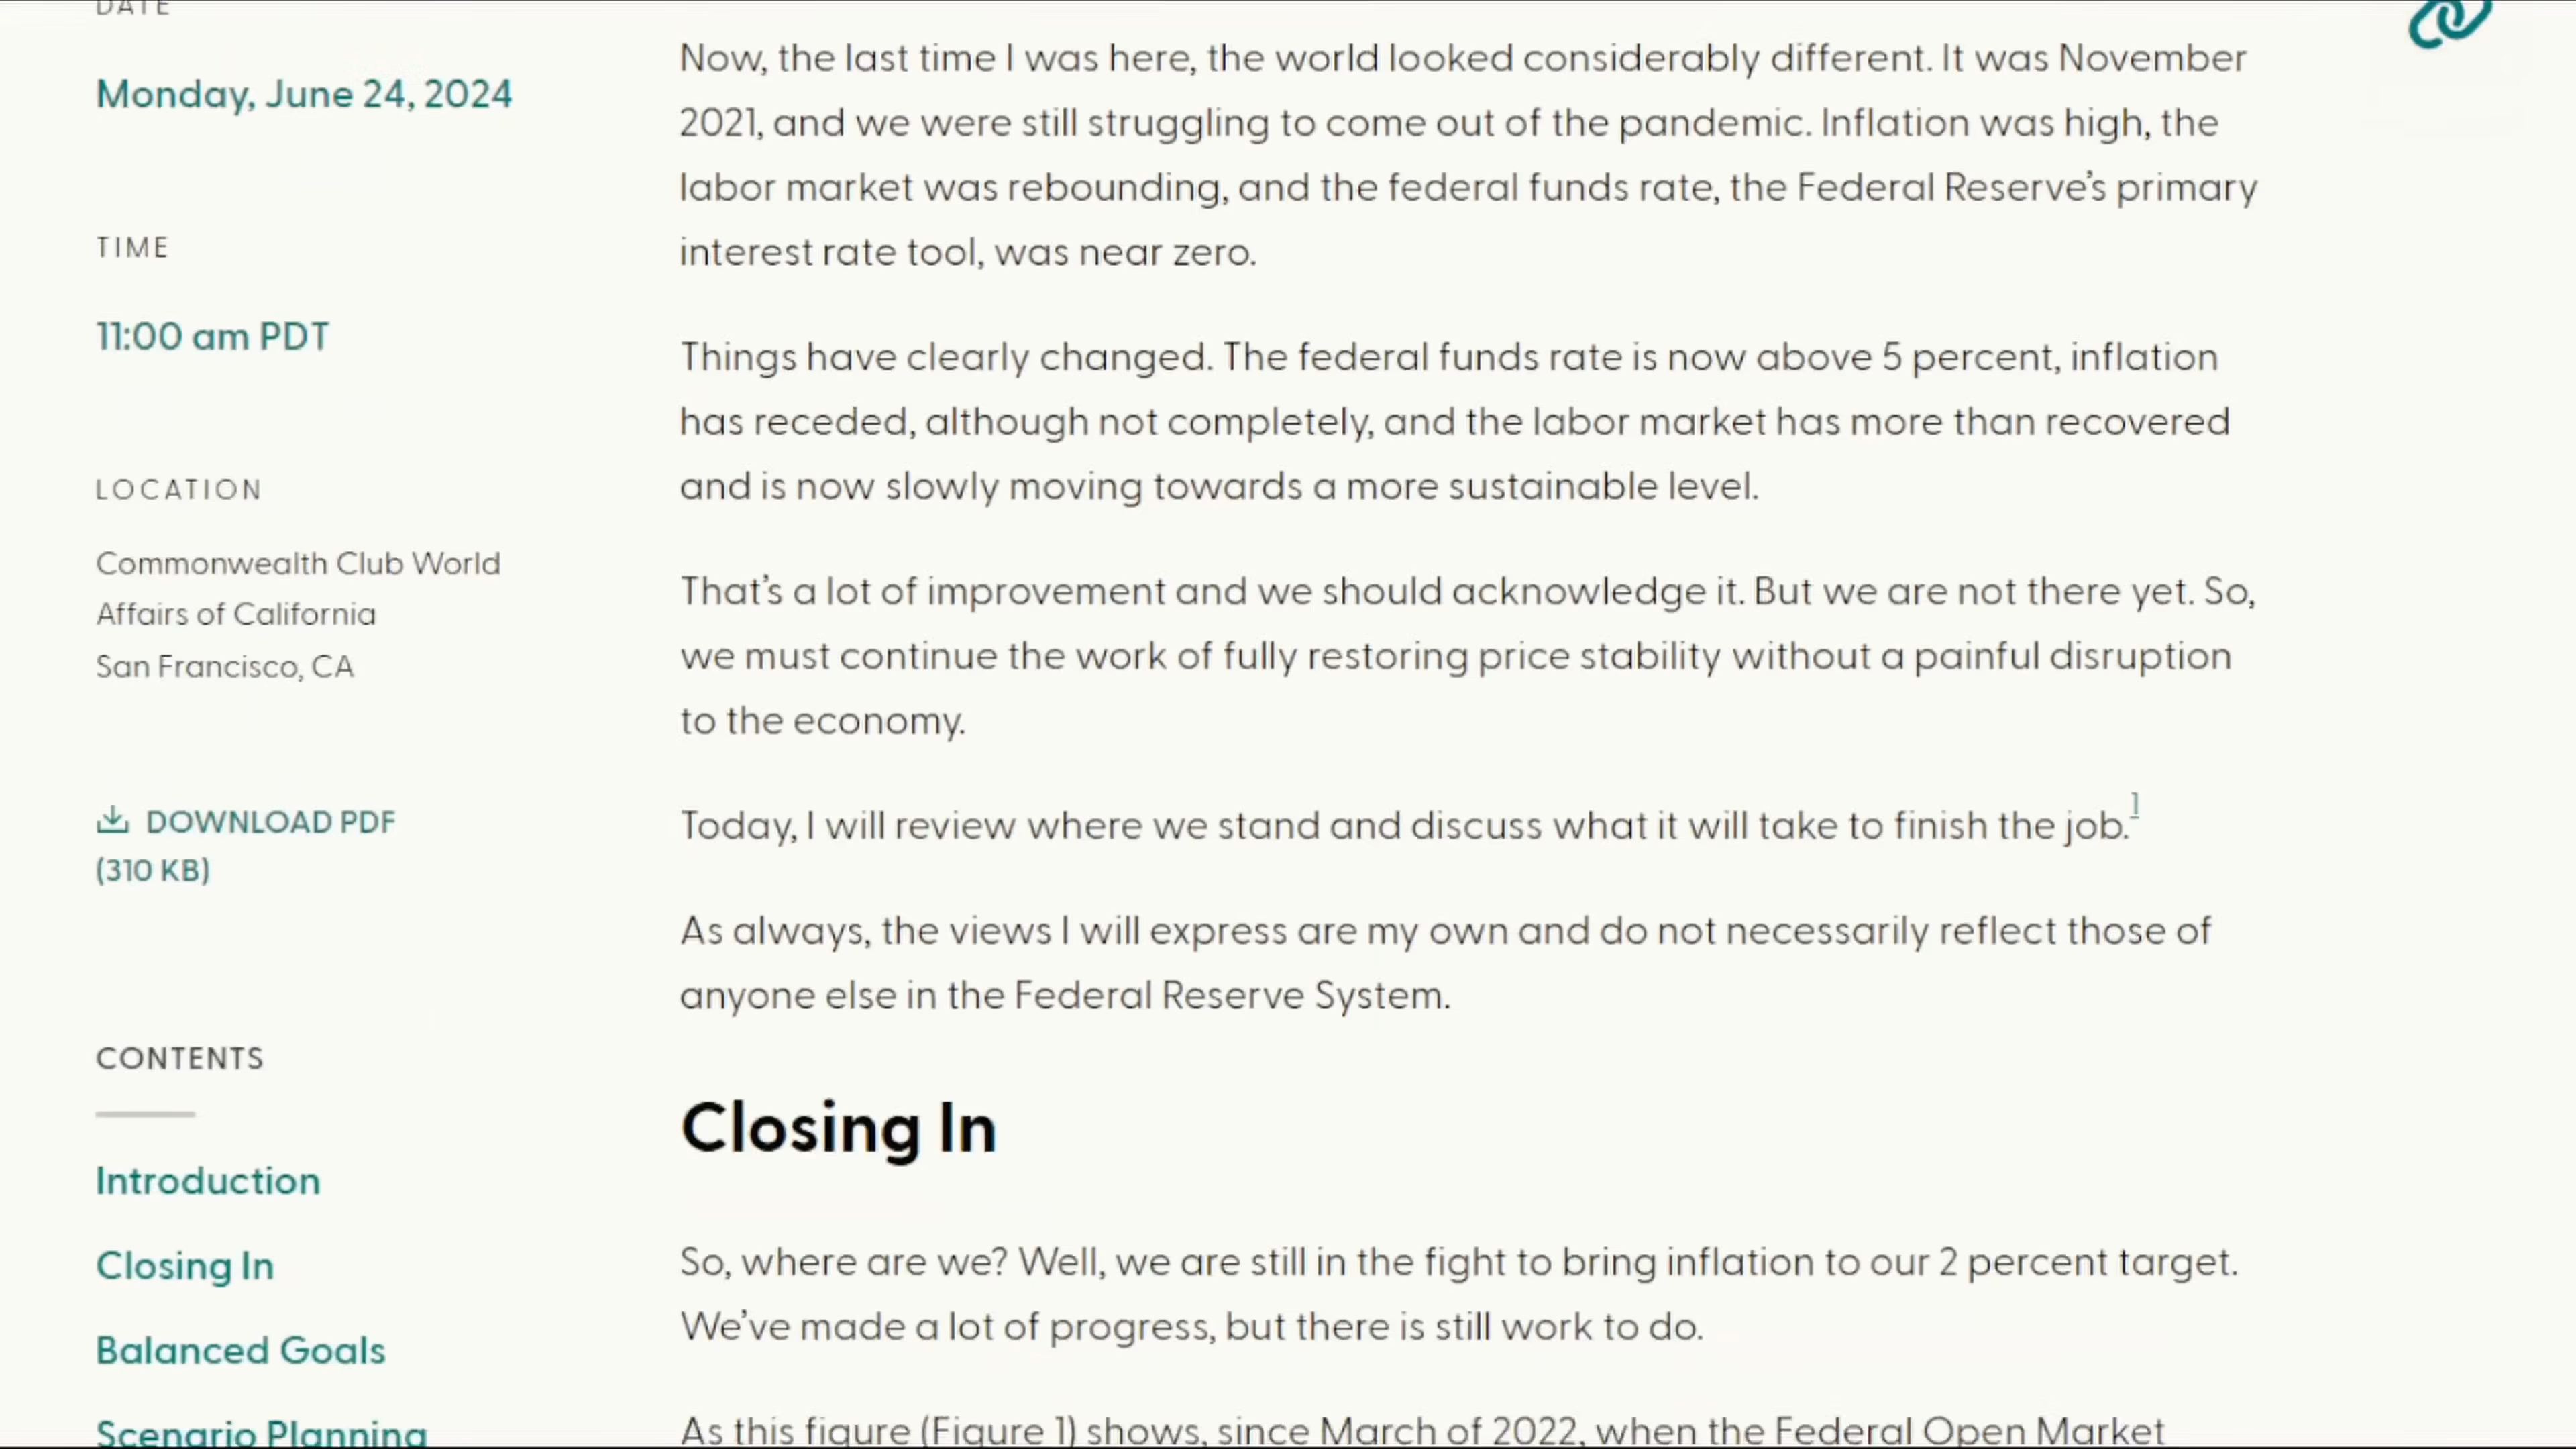 DATE
Monday, June 24, 2024
TIME
11:00 am PDT
LOCATION
Commonwealth Club World
Affairs of California
San Francisco, CA
DOWNLOAD PDF
(310 KB)
CONTENTS
Introduction
Closing In
Balanced Goals
Scenario Planning
Now, the last time I was here, the world looked considerably different. It was November
2021, and we were still struggling to come out of the pandemic. Inflation was high, the
labor market was rebounding, and the federal funds rate, the Federal Reserve’s primary
interest rate tool, was near zero.
Things have clearly changed. The federal funds rate is now above 5 percent, inflation
has receded, although not completely, and the labor market has more than recovered
and is now slowly moving towards a more sustainable level.
That’s a lot of improvement and we should acknowledge it. But we are not there yet. So,
we must continue the work of fully restoring price stability without a painful disruption
to the economy.
Today, I will review where we stand and discuss what it will take to finish the job.1
As always, the views I will express are my own and do not necessarily reflect those of
anyone else in the Federal Reserve System.
Closing In
So, where are we? Well, we are still in the fight to bring inflation to our 2 percent target.
We’ve made a lot of progress, but there is still work to do.
As this figure (Figure 1) shows, since March of 2022, when the Federal Open Market